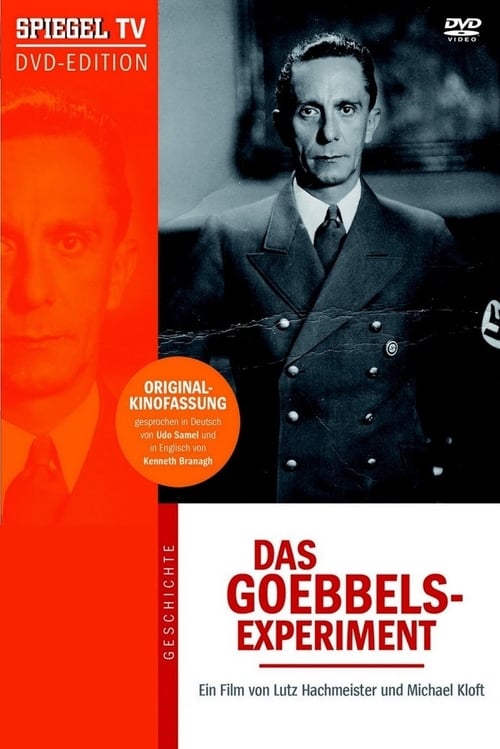 SPIEGEL TV
DVD-EDITION
DVD
VIDEO
ORIGINAL-
KINOFASSUNG
gesprochen in Deutsch
von Udo Samel und
in Englisch von
Kenneth Branagh
GESCHICHTE
DAS
GOEBBELS-
EXPERIMENT
Ein Film von Lutz Hachmeister und Michael Kloft